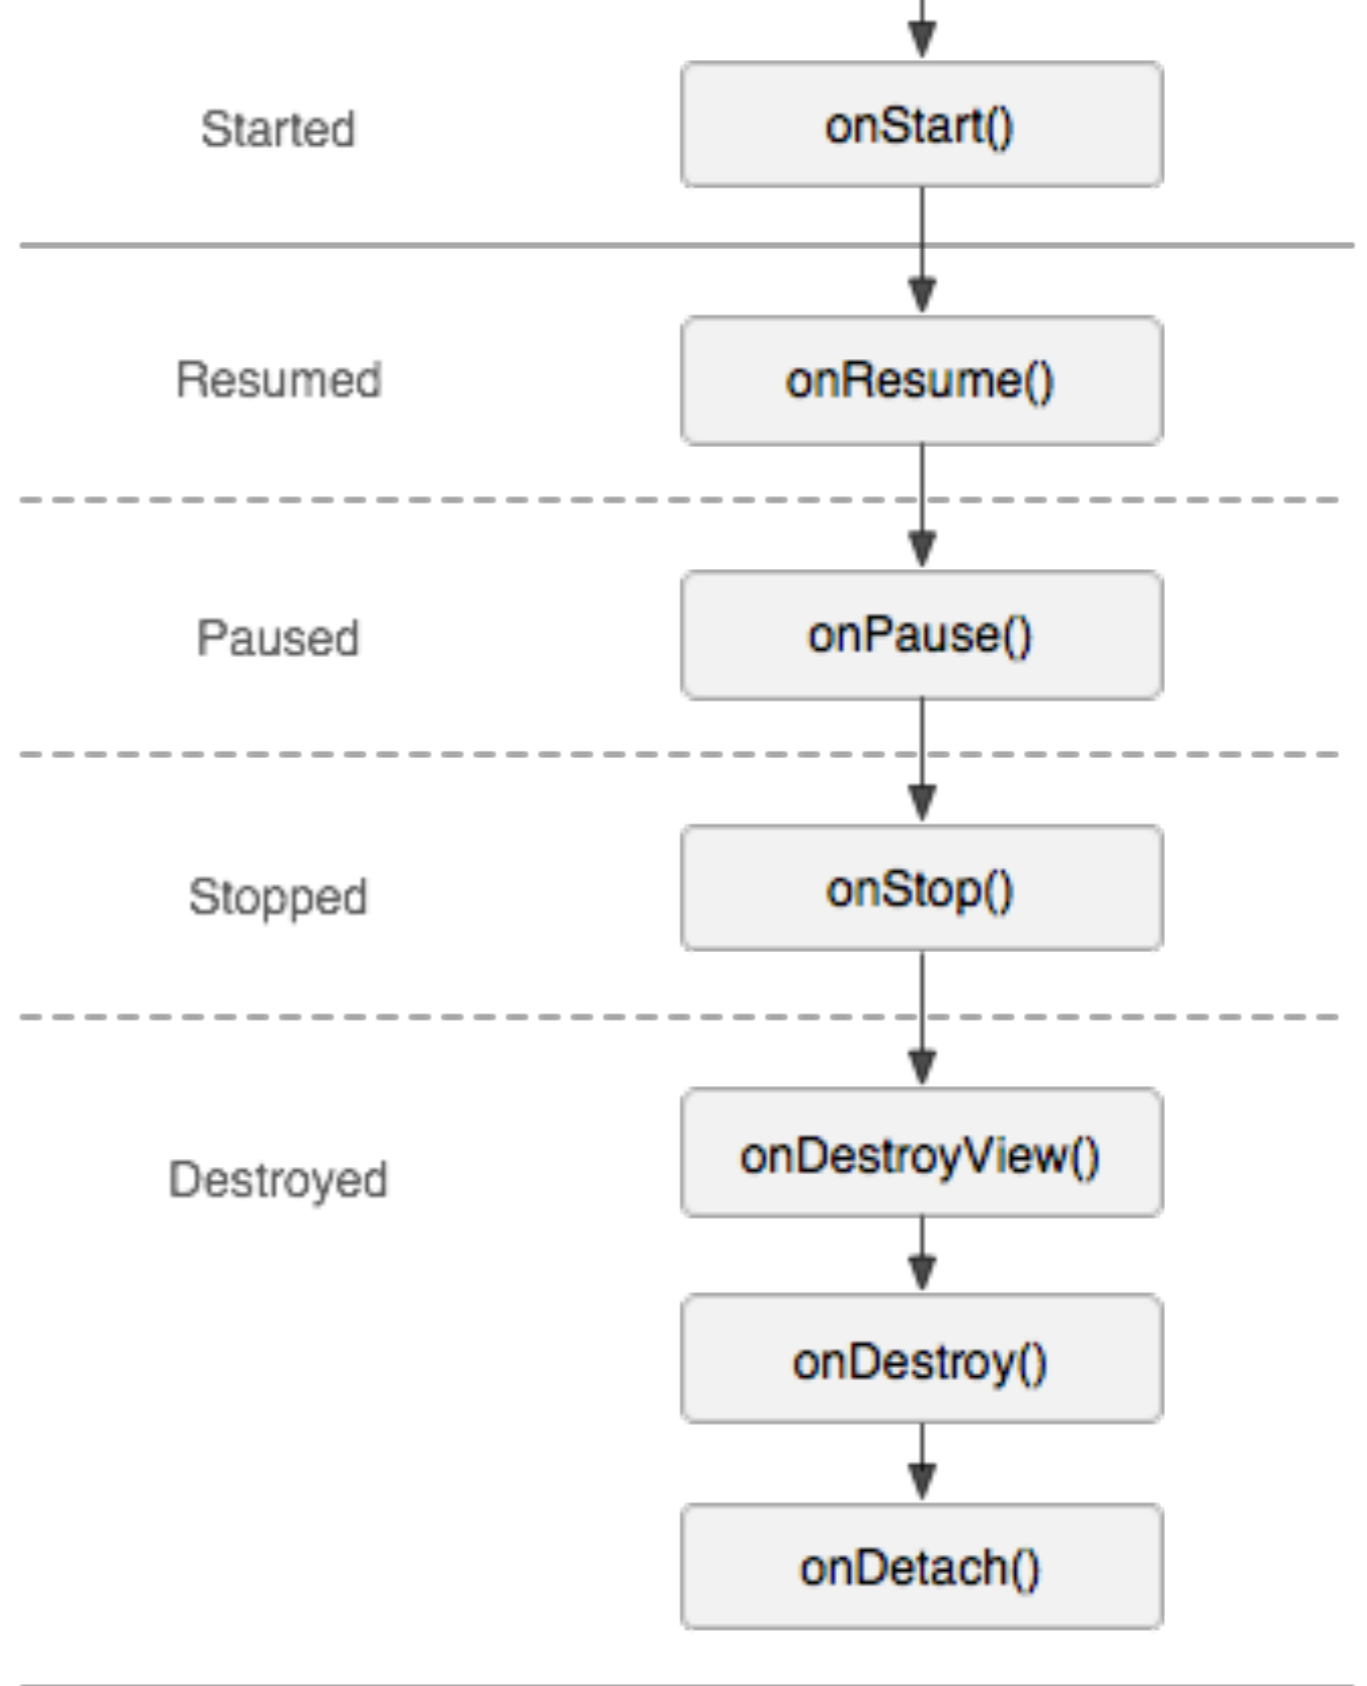 Started
onStart()
Resumed
onResume()
Paused
onPause()
Stopped
onStop()
Destroyed
onDestroyView()
onDestroy()
onDetach()